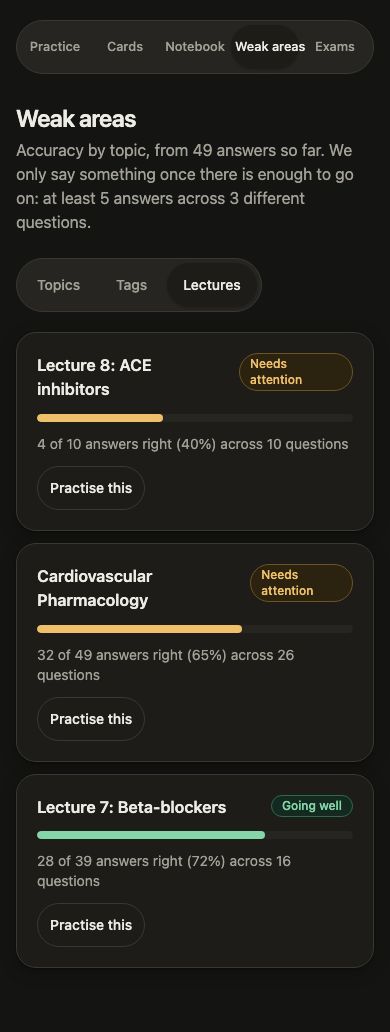 Practice Cards Notebook Weak areas Exams
Weak areas
Accuracy by topic, from 49 answers so far. We
only say something once there is enough to go
on: at least 5 answers across 3 different
questions.
Topics Tags Lectures
Lecture 8: ACE
inhibitors
Needs
attention
4 of 10 answers right (40%) across 10 questions
Practise this
Cardiovascular
Pharmacology
Needs
attention
32 of 49 answers right (65%) across 26
questions
Practise this
Lecture 7: Beta-blockers
Going well
28 of 39 answers right (72%) across 16
questions
Practise this